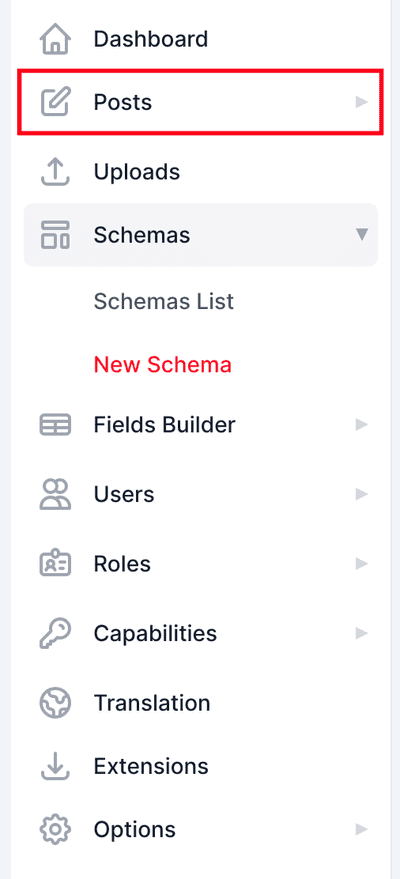 Dashboard
Posts
Uploads
Schemas
Schemas List
New Schema
Fields Builder
Users
Roles
Capabilities
Translation
Extensions
Options